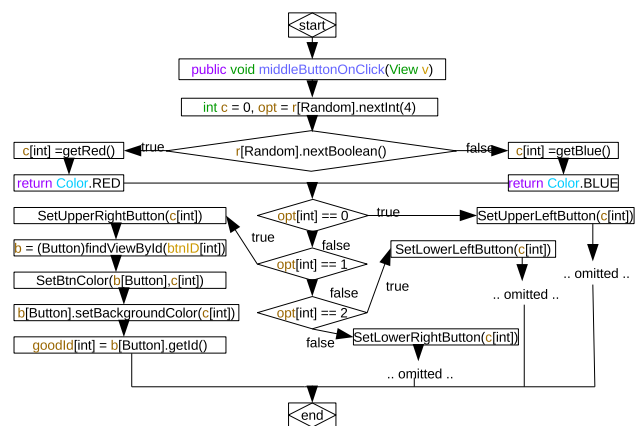 start
public void middleButtonOnClick(View v)
int c = 0, opt = r[Random].nextInt(4)
c[int] =getRed()
true
r[Random].nextBoolean()
false
c[int] =getBlue()
return Color.RED
return Color.BLUE
SetUpperRightButton(c[int])
opt[int] == 0
true
SetUpperLeftButton(c[int])
true
false
b = (Button)findViewById(btnID[int])
SetLowerLeftButton(c[int])
opt[int] == 1
.. omitted ..
SetBtnColor(b[Button],c[int])
true
false
.. omitted ..
b[Button].setBackgroundColor(c[int])
opt[int] == 2
goodId[int] = b[Button].getId()
false
SetLowerRightButton(c[int])
.. omitted ..
end